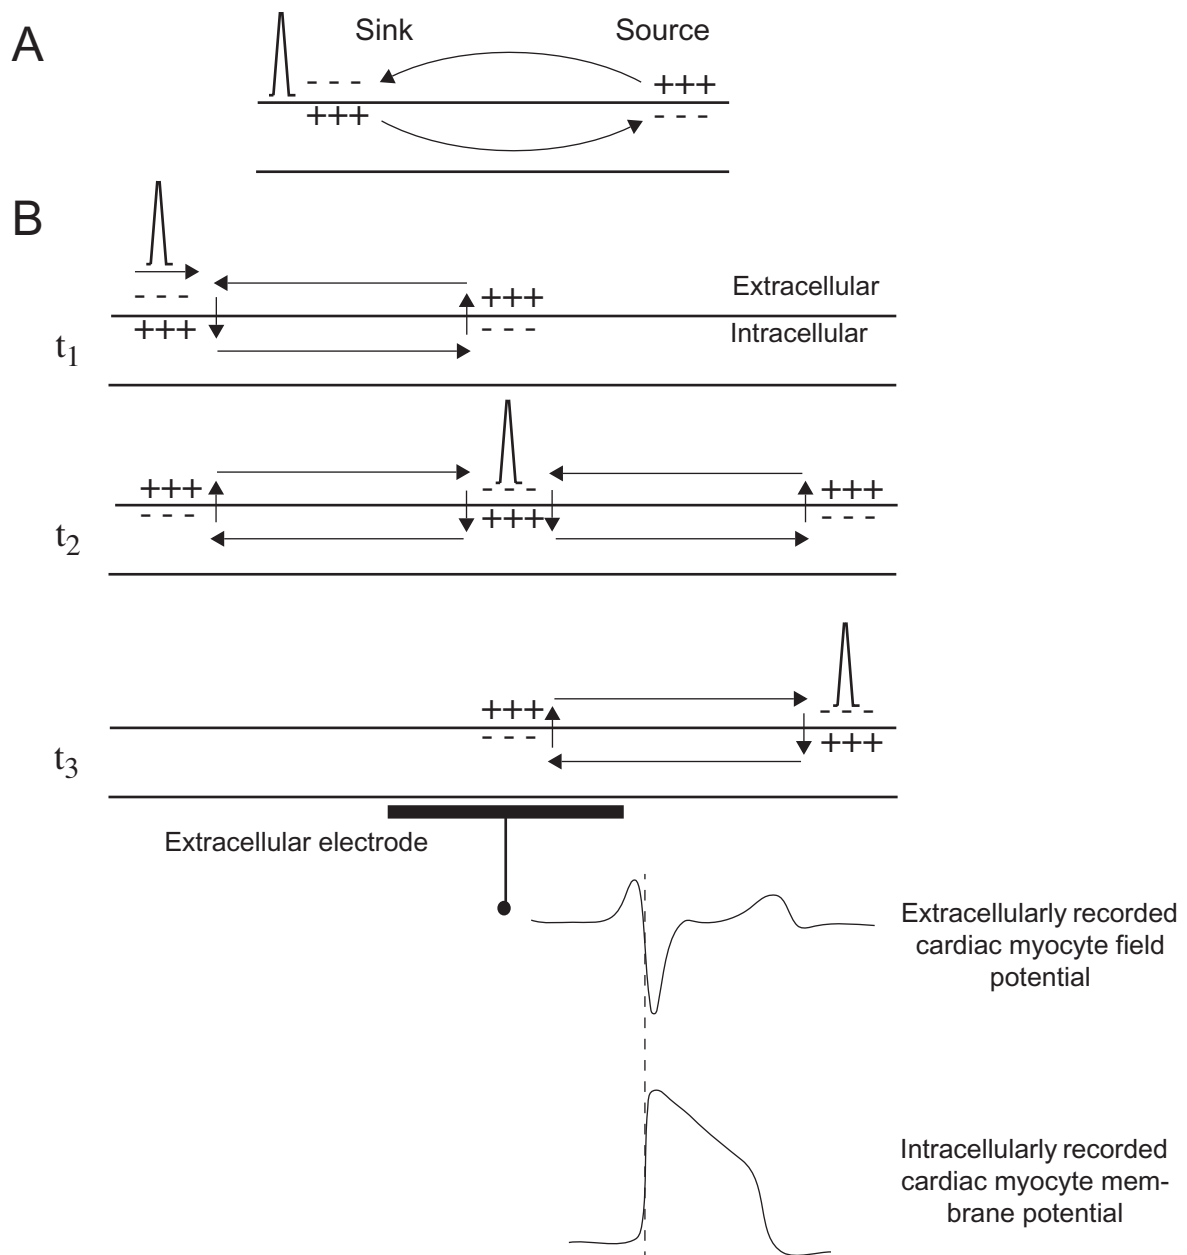 A
Sink
Source
- - -
+++
+++
- - -
B
- - -
+++
+++
- - -
Extracellular
Intracellular
t1
+++
- - -
- - -
+++
+++
- - -
t2
+++
- - -
- - -
+++
t3
Extracellular electrode
Extracellularly recorded
cardiac myocyte field
potential
Intracellularly recorded
cardiac myocyte mem-
brane potential